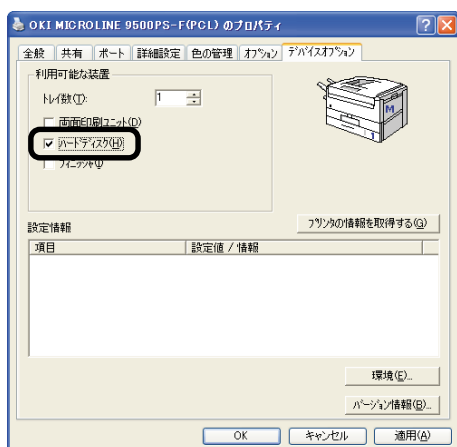 OKI MICROLINE 9500PS-F(PCL) のプロパティ
全般 共有 ポート 詳細設定 色の管理 オプション デバイスオプション
利用可能な装置
トレイ数(T): 1
両面印刷ユニット(D)
ハードディスク(H)
フィニッシャ(I)
M
1
プリンタの情報を取得する(G)
設定情報
項目 設定値 / 情報
環境(E)...
バージョン情報(B)...
OK キャンセル 適用(A)